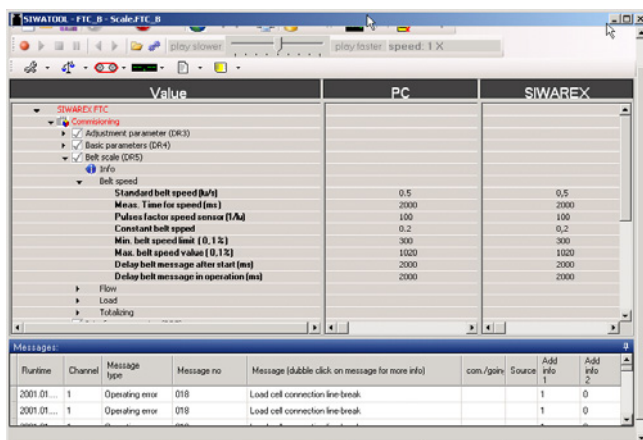 SIWATOOL - FTC_B - Scale.FTC_B
play slower play faster speed: 1 X
Value PC SIWAREX
SIWAREX FTC
Commisioning
Adjustment parameter (DR3)
Basic parameters (DR4)
Belt scale (DR5)
Info
Belt speed
Standard belt speed (lu/s) 0.5 0,5
Meas. Time for speed (ms) 2000 2000
Pulses factor speed sensor (1/lu) 100 100
Constant belt spped 0.2 0,2
Min. belt speed limit ( 0,1%) 300 300
Max. belt speed value ( 0,1%) 1020 1020
Delay belt message after start (ms) 2000 2000
Delay belt message in operation (ms) 2000 2000
Flow
Load
Totalizing
Messages:
Runtime Channel Message type Message no Message (dubble click on message for more info) com./goin Source Add info 1 Add info 2
2001.01.... 1 Operating error 018 Load cell connection line-break 1 0
2001.01.... 1 Operating error 018 Load cell connection line-break 1 0